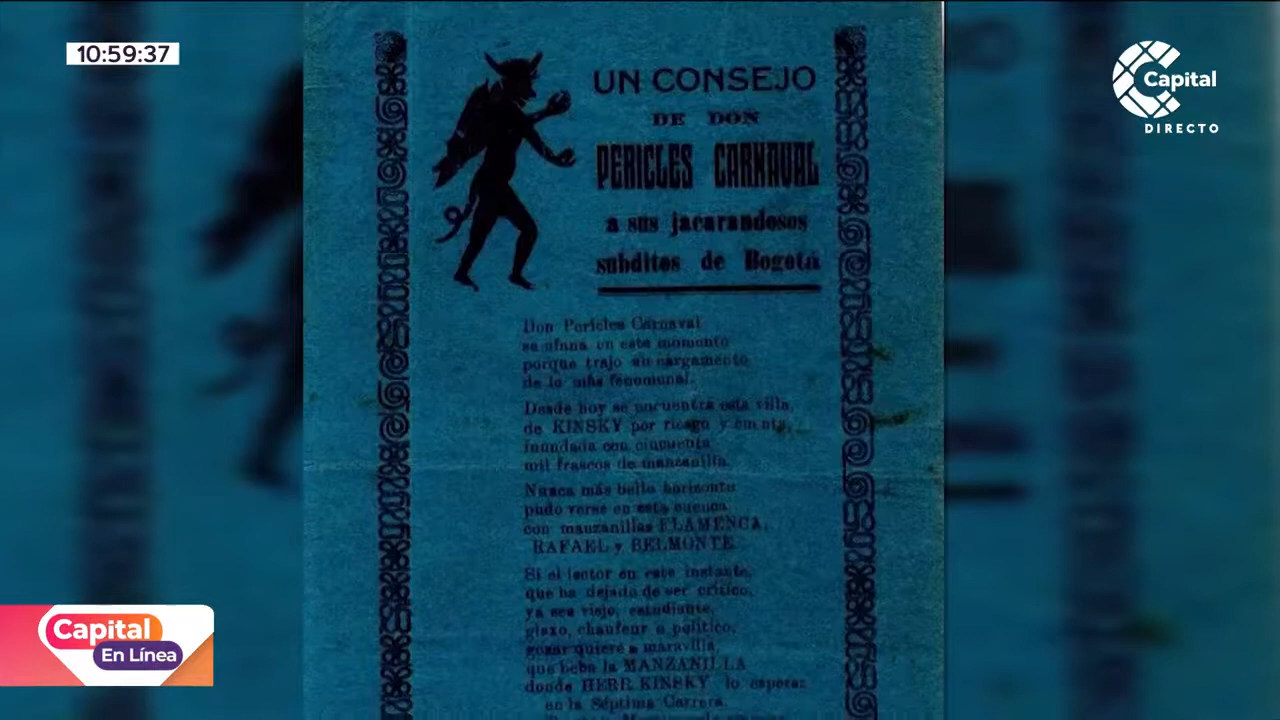 10:59:37
Capital
DIRECTO
UN CONSEJO
DE DON
PERICLES CARNAVAL
a sus jacarandosos
subditos de Bogotá
Don Pericles Carnaval
se afana en este momento
porque trajo un cargamento
de lo más fenomenal.
Desde hoy se encuentra esta villa,
de KINSKY por riesgo y cuenta,
inundada con cincuenta
mil frascos de manzanilla.
Nunca más bello horizonte
pudo verse en esta cuenca
con manzanillas FLAMENCA,
RAFAEL y BELMONTE.
Si el lector en este instante,
que ha dejado de ser crítico,
ya sea viejo, estudiante,
glaxo, chaufeur o político,
gozar quiere a maravilla,
que beba la MANZANILLA
donde HERR KINSKY lo esperaz
en la Séptima Carrera.
Capital
En Línea